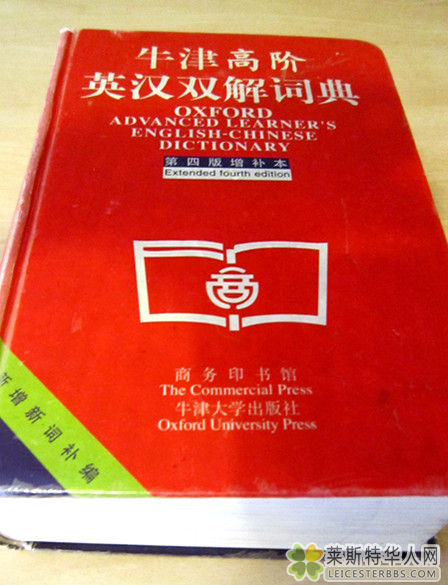 牛津高阶
英汉双解词典
OXFORD
ADVANCED LEARNER'S
ENGLISH-CHINESE
DICTIONARY
第四版增补本
Extended fourth edition
商务印书馆
The Commercial Press
牛津大学出版社
Oxford University Press
新增新词补编
莱斯特华人网
LEICESTERBBS.COM